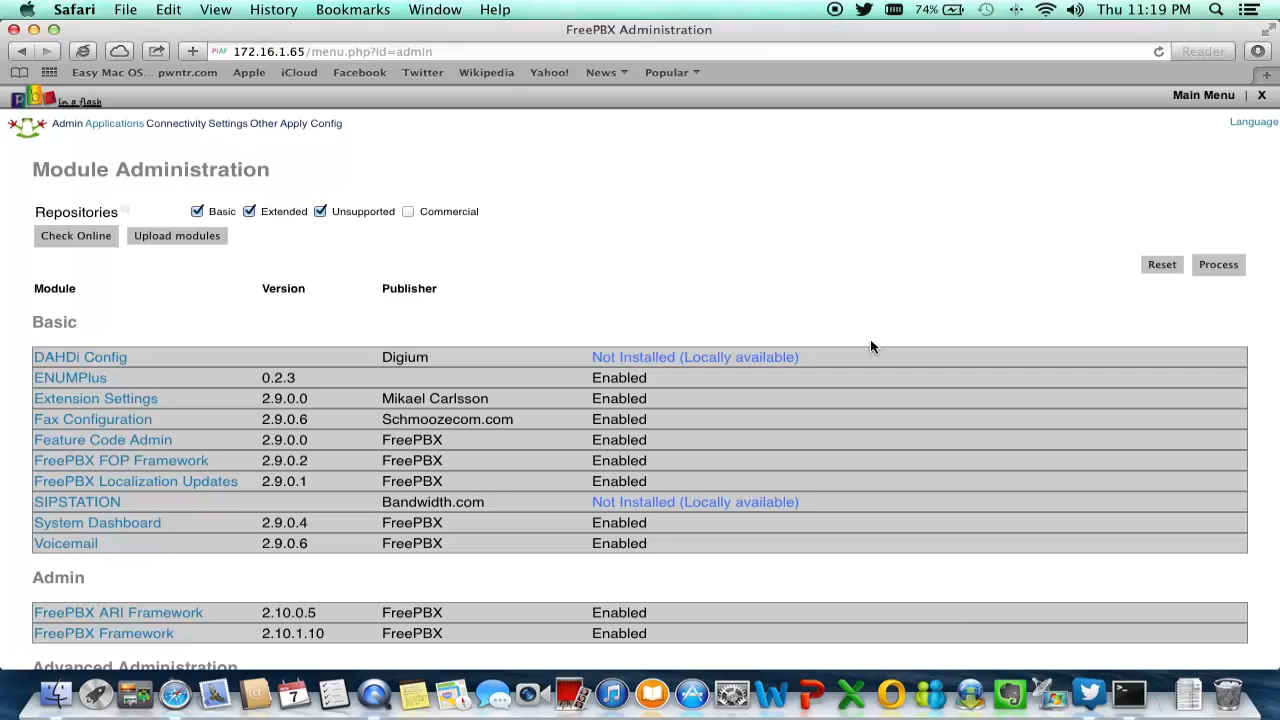 Safari File Edit View History Bookmarks Window Help 74% Thu 11:19 PM
FreePBX Administration
PIAF 172.16.1.65/menu.php?id=admin Reader
Easy Mac OS... pwntr.com Apple iCloud Facebook Twitter Wikipedia Yahoo! News Popular
pb in a flash Main Menu | X
Admin Applications Connectivity Settings Other Apply Config Language
Module Administration
Repositories Basic Extended Unsupported Commercial
Check Online Upload modules
Reset Process
Module Version Publisher
Basic
DAHDi Config Digium Not Installed (Locally available)
ENUMPlus 0.2.3 Enabled
Extension Settings 2.9.0.0 Mikael Carlsson Enabled
Fax Configuration 2.9.0.6 Schmoozecom.com Enabled
Feature Code Admin 2.9.0.0 FreePBX Enabled
FreePBX FOP Framework 2.9.0.2 FreePBX Enabled
FreePBX Localization Updates 2.9.0.1 FreePBX Enabled
SIPSTATION Bandwidth.com Not Installed (Locally available)
System Dashboard 2.9.0.4 FreePBX Enabled
Voicemail 2.9.0.6 FreePBX Enabled
Admin
FreePBX ARI Framework 2.10.0.5 FreePBX Enabled
FreePBX Framework 2.10.1.10 FreePBX Enabled
Advanced Administration
7